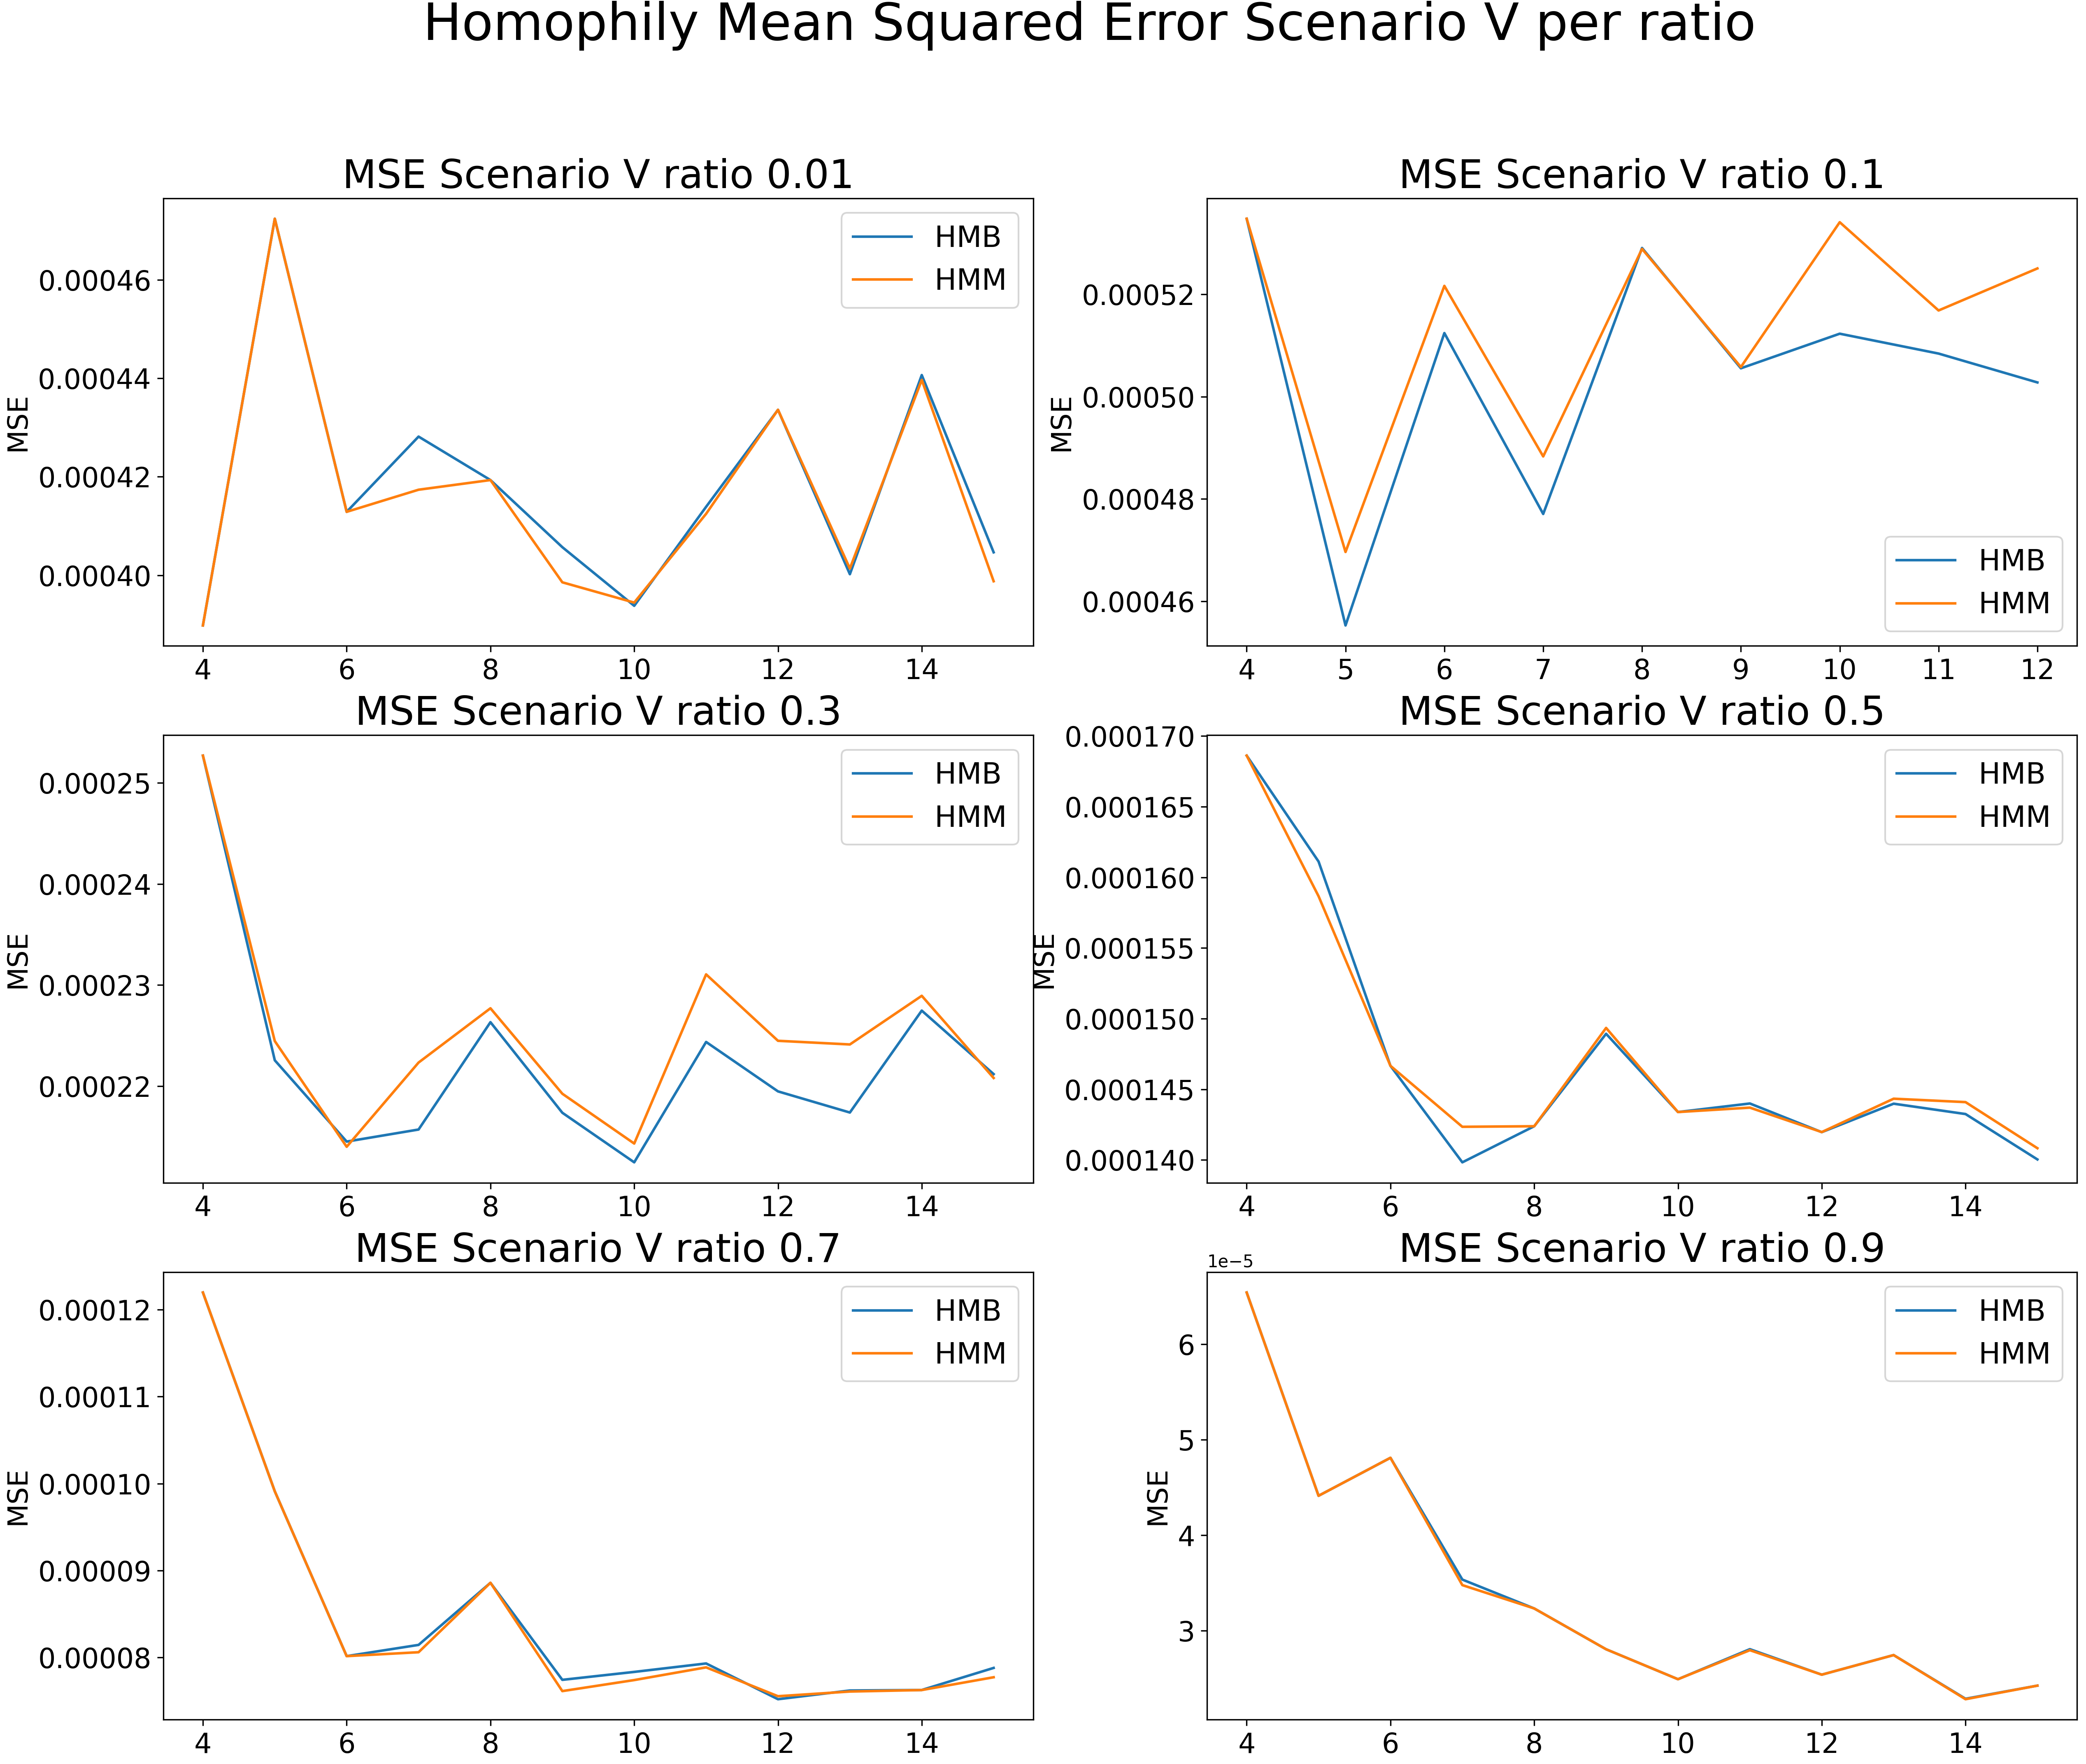 Homophily Mean Squared Error Scenario V per ratio
MSE Scenario V ratio 0.01
MSE
0.00046
0.00044
0.00042
0.00040
4 6 8 10 12 14
HMB
HMM
MSE Scenario V ratio 0.1
MSE
0.00052
0.00050
0.00048
0.00046
4 5 6 7 8 9 10 11 12
HMB
HMM
MSE Scenario V ratio 0.3
MSE
0.00025
0.00024
0.00023
0.00022
4 6 8 10 12 14
HMB
HMM
MSE Scenario V ratio 0.5
MSE
0.000170
0.000165
0.000160
0.000155
0.000150
0.000145
0.000140
4 6 8 10 12 14
HMB
HMM
MSE Scenario V ratio 0.7
MSE
0.00012
0.00011
0.00010
0.00009
0.00008
4 6 8 10 12 14
HMB
HMM
MSE Scenario V ratio 0.9
1e−5
MSE
6
5
4
3
4 6 8 10 12 14
HMB
HMM